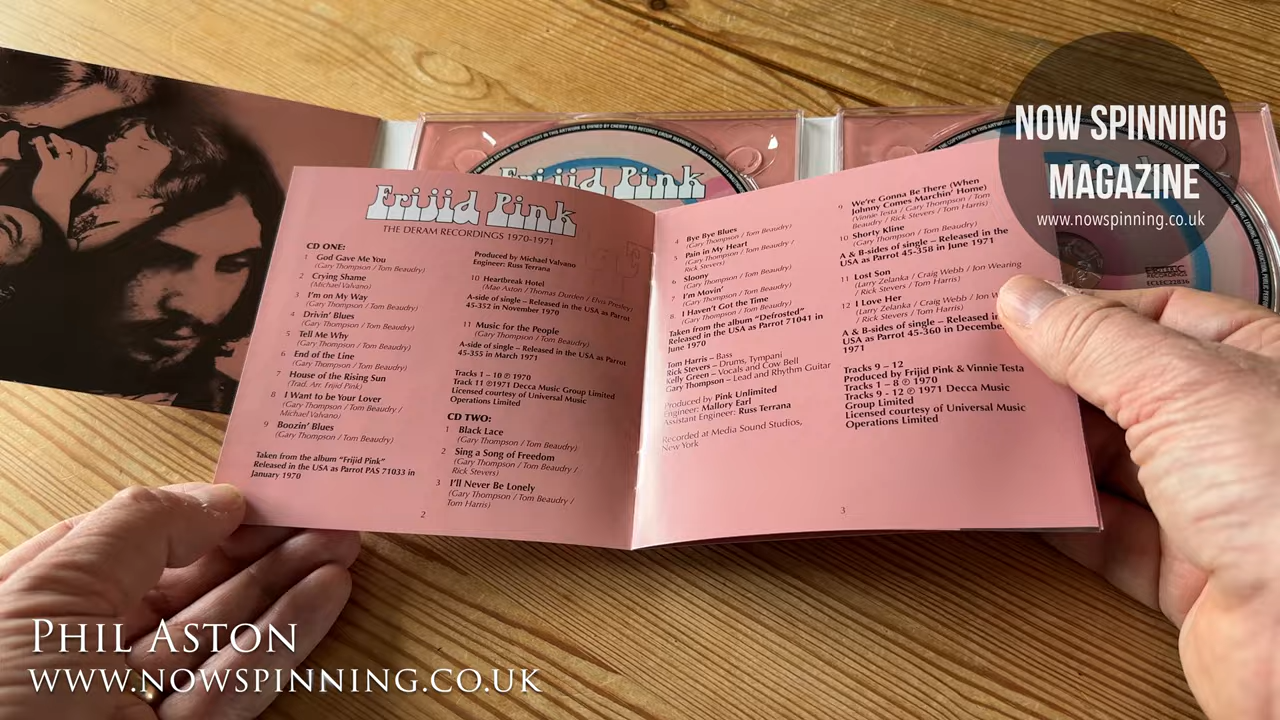 NOW SPINNING
MAGAZINE
www.nowspinning.co.uk
Frijid Pink
THE DERAM RECORDINGS 1970-1971
CD ONE:
1 God Gave Me You
(Gary Thompson / Tom Beaudry)
2 Crying Shame
(Michael Valvano)
3 I'm on My Way
(Gary Thompson / Tom Beaudry)
4 Drivin' Blues
(Gary Thompson / Tom Beaudry)
5 Tell Me Why
(Gary Thompson / Tom Beaudry)
6 End of the Line
(Gary Thompson / Tom Beaudry)
7 House of the Rising Sun
(Trad. Arr. Frijid Pink)
8 I Want to be Your Lover
(Gary Thompson / Tom Beaudry /
Michael Valvano)
9 Boozin' Blues
(Gary Thompson / Tom Beaudry)
Taken from the album "Frijid Pink"
Released in the USA as Parrot PAS 71033 in
January 1970
Produced by Michael Valvano
Engineer: Russ Terrana
10 Heartbreak Hotel
(Mae Axton / Thomas Durden / Elvis Presley)
A-side of single – Released in the USA as Parrot
45-352 in November 1970
11 Music for the People
(Gary Thompson / Tom Beaudry)
A-side of single – Released in the USA as Parrot
45-355 in March 1971
Tracks 1 – 10 ℗ 1970
Track 11 ℗1971 Decca Music Group Limited
Licensed courtesy of Universal Music
Operations Limited
CD TWO:
1 Black Lace
(Gary Thompson / Tom Beaudry)
2 Sing a Song of Freedom
(Gary Thompson / Tom Beaudry /
Rick Stevers)
3 I'll Never Be Lonely
(Gary Thompson / Tom Beaudry /
Tom Harris)
2
4 Bye Bye Blues
(Gary Thompson / Tom Beaudry)
5 Pain in My Heart
(Gary Thompson / Tom Beaudry /
Rick Stevers)
6 Sloony
(Gary Thompson / Tom Beaudry)
7 I'm Movin'
(Gary Thompson / Tom Beaudry)
8 I Haven't Got the Time
(Gary Thompson / Tom Beaudry)
Taken from the album "Defrosted"
Released in the USA as Parrot 71041 in
June 1970
Tom Harris – Bass
Rick Stevers – Drums, Tympani
Kelly Green – Vocals and Cow Bell
Gary Thompson – Lead and Rhythm Guitar
Produced by Pink Unlimited
Engineer: Mallory Earl
Assistant Engineer: Russ Terrana
Recorded at Media Sound Studios,
New York
9 We're Gonna Be There (When
Johnny Comes Marchin' Home)
(Vinnie Testa / Gary Thompson / Tom
Beaudry / Rick Stevers / Tom Harris)
10 Shorty Kline
(Gary Thompson / Tom Beaudry)
A & B-sides of single – Released in the
USA as Parrot 45-358 in June 1971
11 Lost Son
(Larry Zelanka / Craig Webb / Jon Wearing
/ Rick Stevers / Tom Harris)
12 I Love Her
(Larry Zelanka / Craig Webb / Jon
/ Rick Stevers / Tom Harris)
A & B-sides of single – Released in
USA as Parrot 45-360 in December
1971
Tracks 9 – 12
Produced by Frijid Pink & Vinnie Testa
Tracks 1 – 8 ℗ 1970
Tracks 9 - 12 ℗ 1971 Decca Music
Group Limited
Licensed courtesy of Universal Music
Operations Limited
3
Frijid Pink
PHIL ASTON
WWW.NOWSPINNING.CO.UK